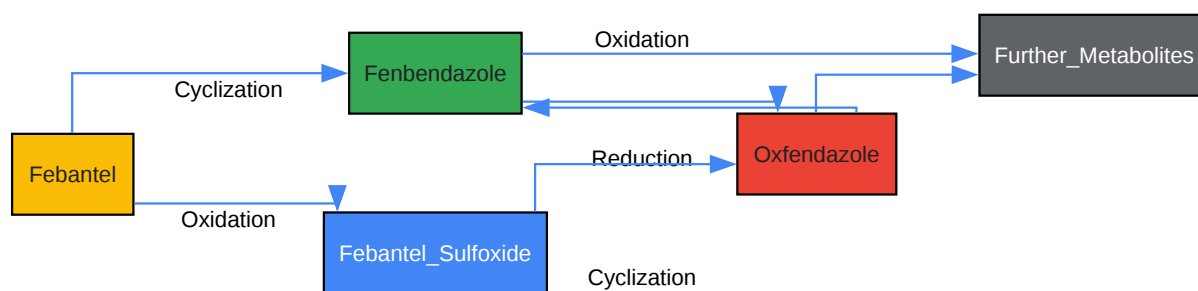 Oxidation
Further_Metabolites
Fenbendazole
Cyclization
Reduction
Oxfendazole
Febantel
Oxidation
Febantel_Sulfoxide
Cyclization